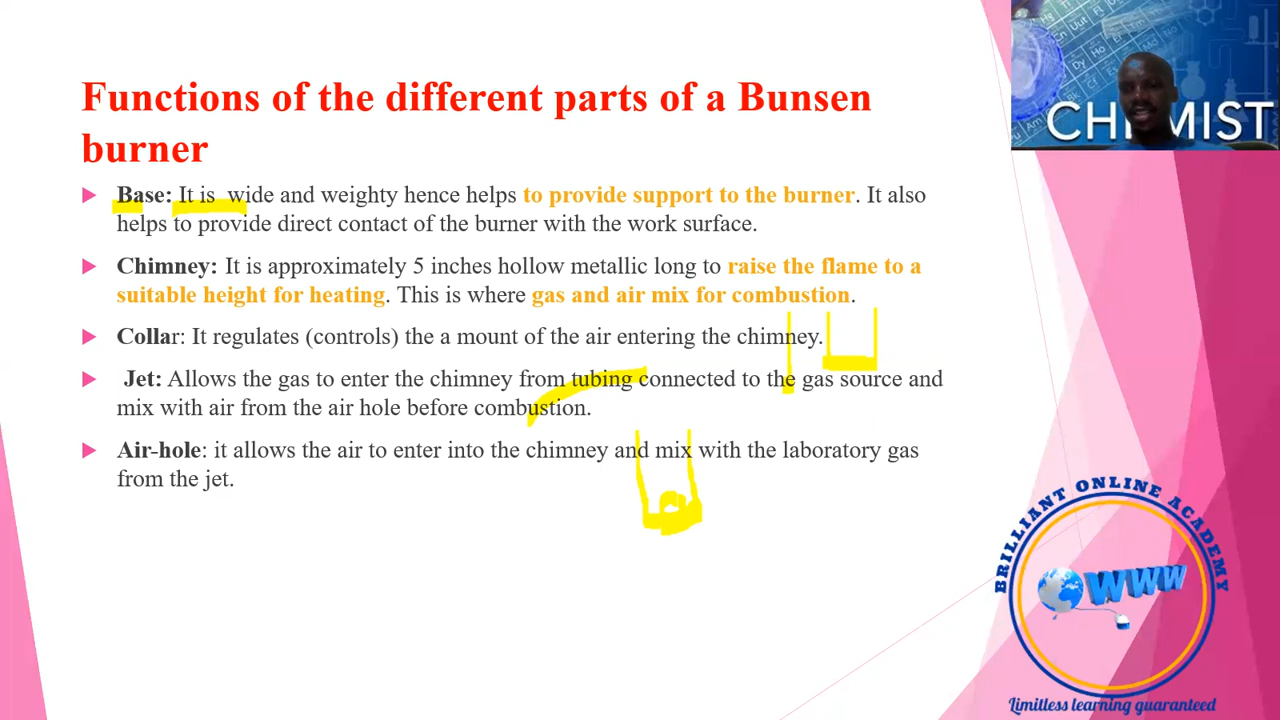 Functions of the different parts of a Bunsen
burner
Base: It is wide and weighty hence helps to provide support to the burner. It also
helps to provide direct contact of the burner with the work surface.
Chimney: It is approximately 5 inches hollow metallic long to raise the flame to a
suitable height for heating. This is where gas and air mix for combustion.
Collar: It regulates (controls) the a mount of the air entering the chimney.
Jet: Allows the gas to enter the chimney from tubing connected to the gas source and
mix with air from the air hole before combustion.
Air-hole: it allows the air to enter into the chimney and mix with the laboratory gas
from the jet.
CHEMIST
BRILLIANT ONLINE ACADEMY
WWW
Limitless learning guaranteed